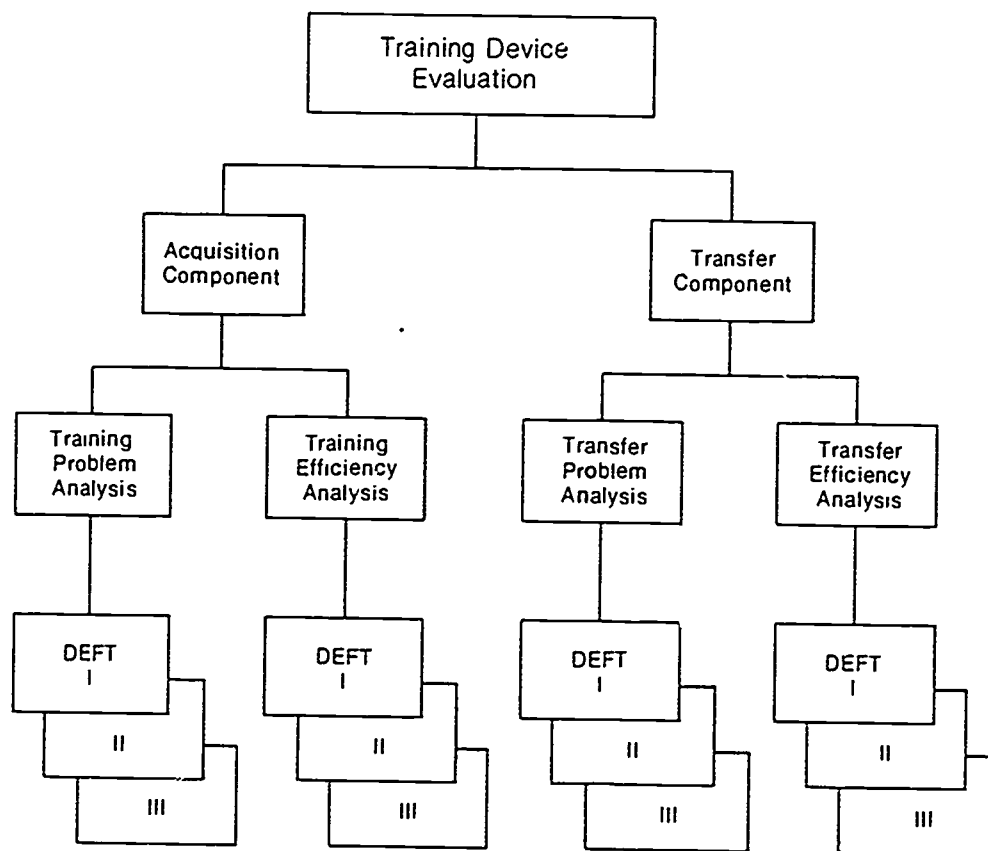 Training Device
Evaluation
Acquisition
Component
Transfer
Component
Training
Problem
Analysis
Training
Efficiency
Analysis
Transfer
Problem
Analysis
Transfer
Efficiency
Analysis
DEFT
I
II
III
DEFT
I
II
III
DEFT
I
II
III
DEFT
I
II
III